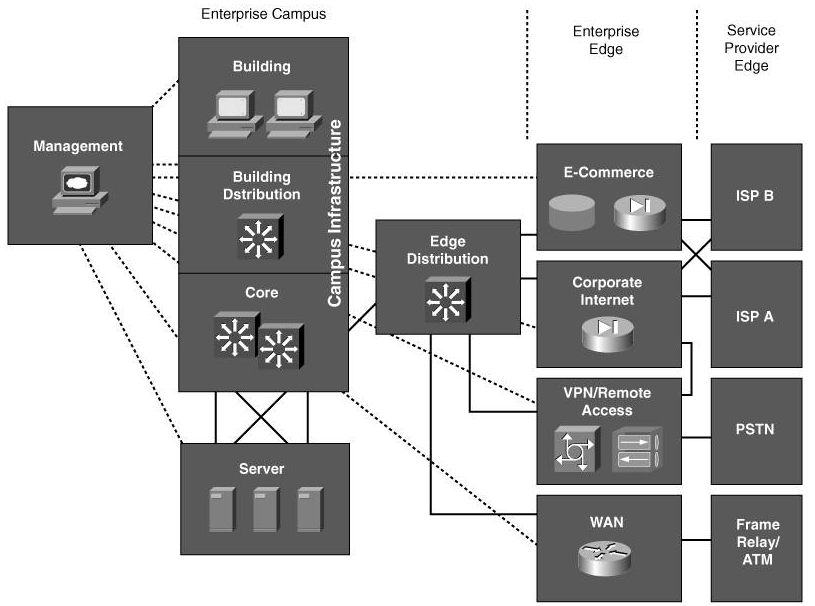 Enterprise Campus
Enterprise
Edge
Service
Provider
Edge
Building
Management
Building
Dstribution
Campus Infrastructure
Core
Server
Edge
Distribution
E-Commerce
Corporate
Internet
VPN/Remote
Access
WAN
ISP B
ISP A
PSTN
Frame
Relay/
ATM